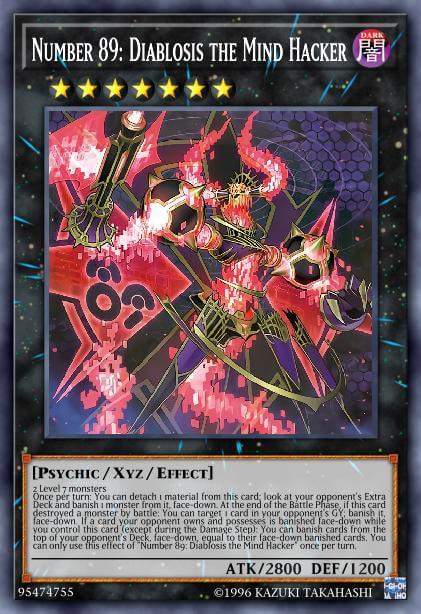 NUMBER 89: DIABLOSIS THE MIND HACKER
DARK
闇
89
[PSYCHIC / XYZ / EFFECT]
2 Level 7 monsters
Once per turn: You can detach 1 material from this card; look at your opponent's Extra
Deck and banish 1 monster from it, face-down. At the end of the Battle Phase, if this card
destroyed a monster by battle: You can target 1 card in your opponent's GY; banish it,
face-down. If a card your opponent owns and possesses is banished face-down while
you control this card (except during the Damage Step): You can banish cards from the
top of your opponent's Deck, face-down, equal to their face-down banished cards. You
can only use this effect of "Number 89: Diablosis the Mind Hacker" once per turn.
ATK/2800 DEF/1200
95474755
©1996 KAZUKI TAKAHASHI